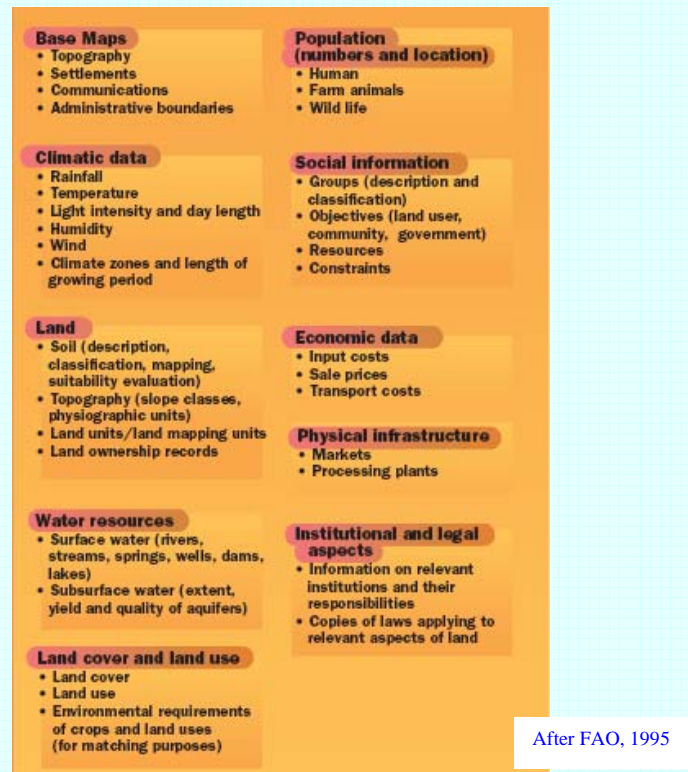 Base Maps
• Topography
• Settlements
• Communications
• Administrative boundaries
Climatic data
• Rainfall
• Temperature
• Light intensity and day length
• Humidity
• Wind
• Climate zones and length of
growing period
Land
• Soil (description,
classification, mapping,
suitability evaluation)
• Topography (slope classes,
physiographic units)
• Land units/land mapping units
• Land ownership records
Water resources
• Surface water (rivers,
streams, springs, wells, dams,
lakes)
• Subsurface water (extent,
yield and quality of aquifers)
Land cover and land use
• Land cover
• Land use
• Environmental requirements
of crops and land uses
(for matching purposes)
Population
(numbers and location)
• Human
• Farm animals
• Wild life
Social information
• Groups (description and
classification)
• Objectives (land user,
community, government)
• Resources
• Constraints
Economic data
• Input costs
• Sale prices
• Transport costs
Physical infrastructure
• Markets
• Processing plants
Institutional and legal
aspects
• Information on relevant
institutions and their
responsibilities
• Copies of laws applying to
relevant aspects of land
After FAO, 1995